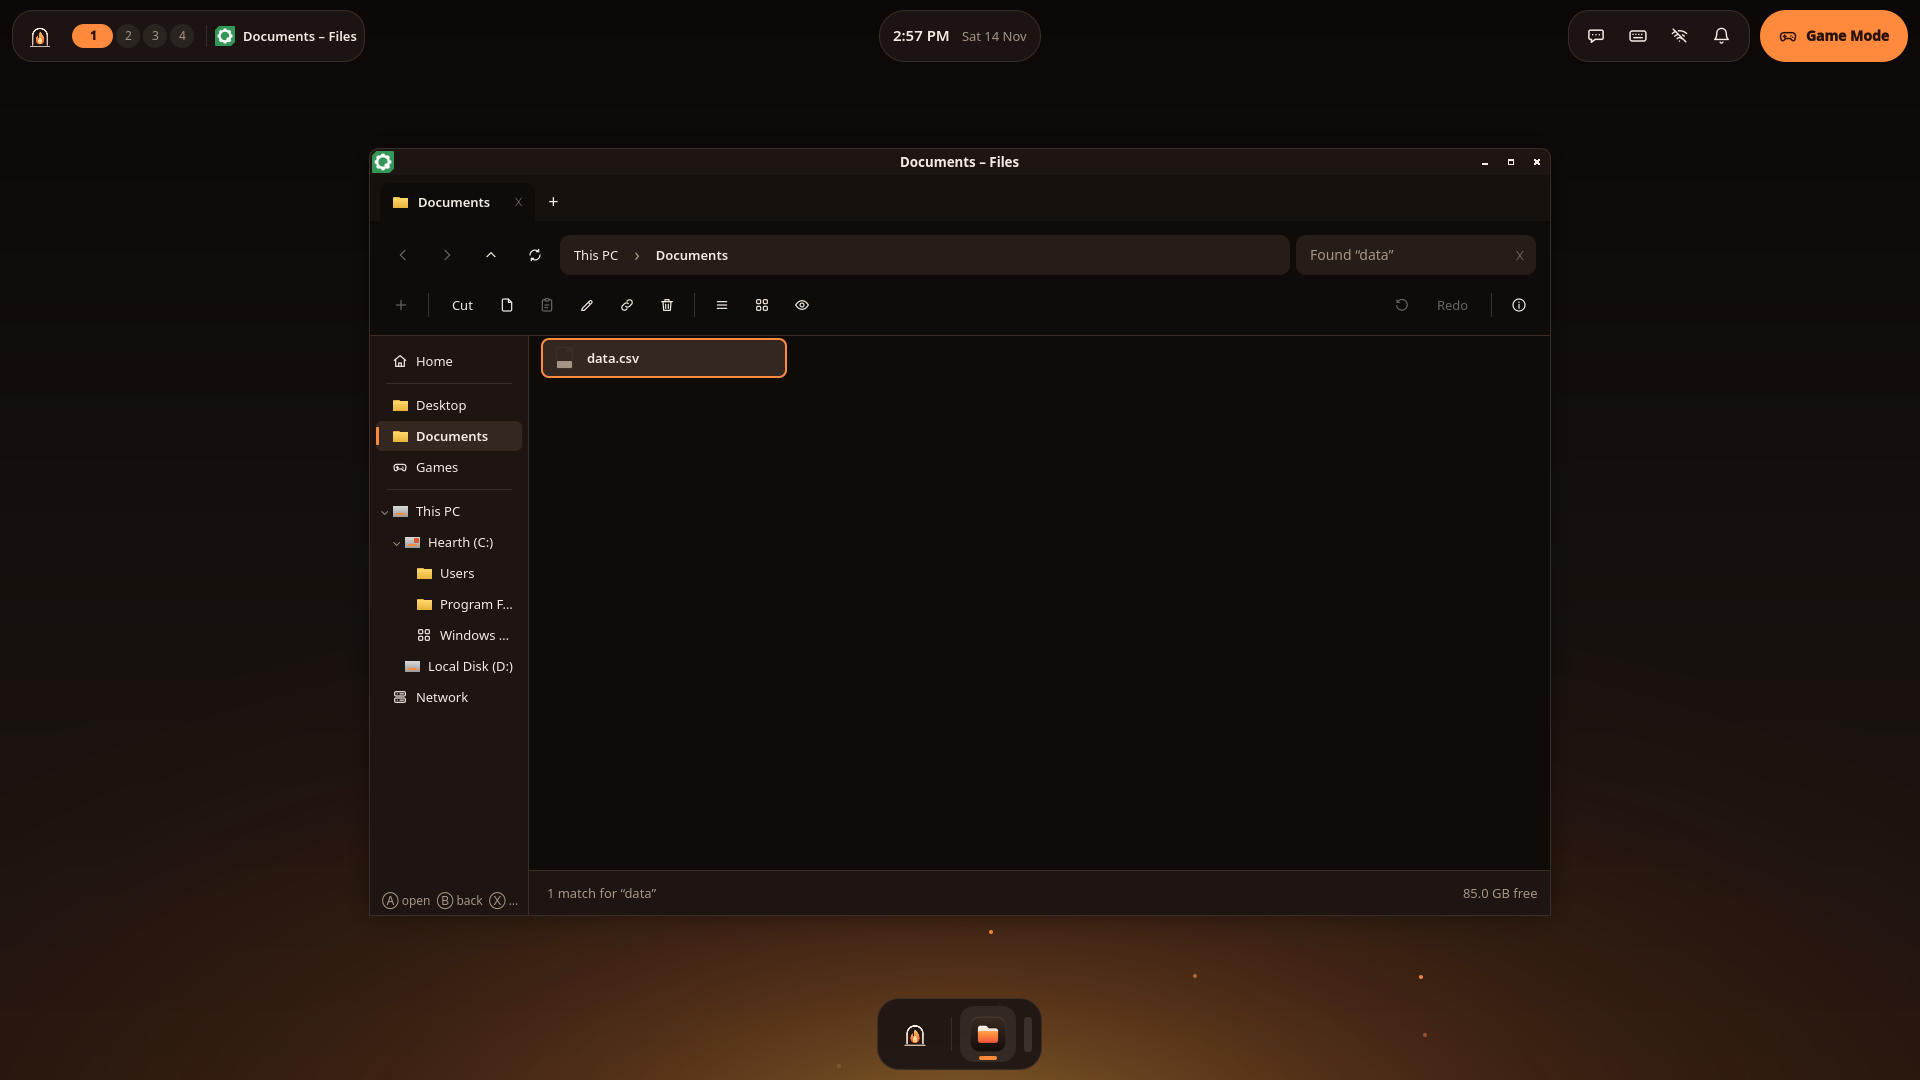 1 2 3 4 Documents – Files
2:57 PM Sat 14 Nov
Game Mode
Documents – Files
Documents X +
This PC › Documents
Found “data” X
Cut
Redo
Home
Desktop
Documents
Games
This PC
Hearth (C:)
Users
Program F...
Windows ...
Local Disk (D:)
Network
A open B back X ...
data.csv
1 match for “data”
85.0 GB free